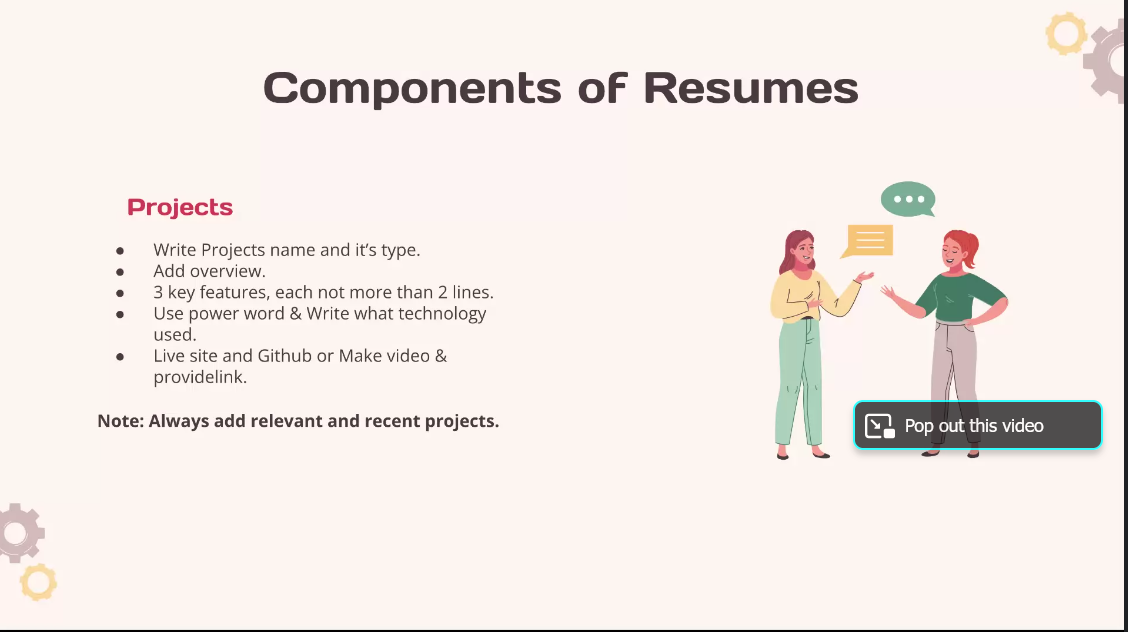 Components of Resumes
Projects
● Write Projects name and it’s type.
● Add overview.
● 3 key features, each not more than 2 lines.
● Use power word & Write what technology
used.
● Live site and Github or Make video &
providelink.
Note: Always add relevant and recent projects.
Pop out this video